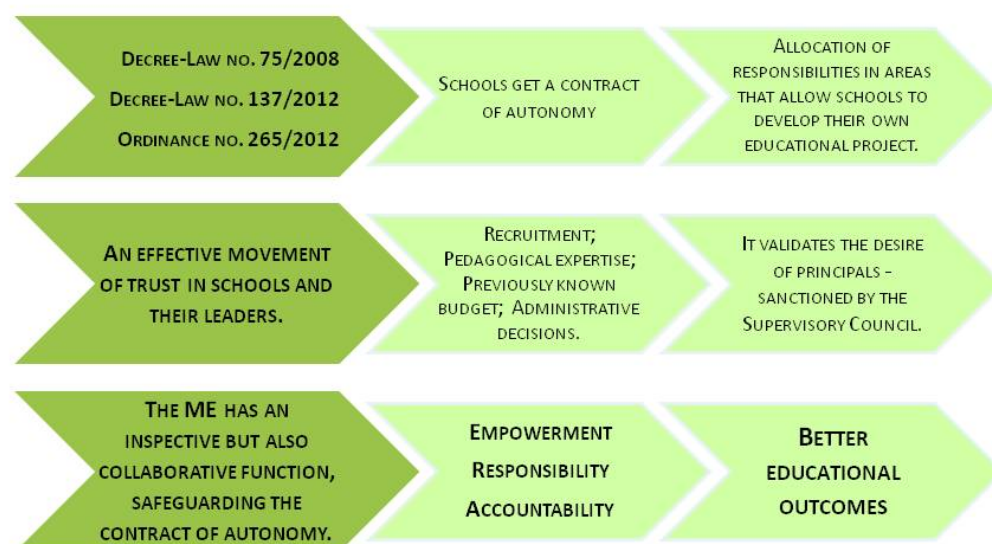 DECREE-LAW NO. 75/2008
DECREE-LAW NO. 137/2012
ORDINANCE NO. 265/2012
SCHOOLS GET A CONTRACT
OF AUTONOMY
ALLOCATION OF
RESPONSIBILITIES IN AREAS
THAT ALLOW SCHOOLS TO
DEVELOP THEIR OWN
EDUCATIONAL PROJECT.
AN EFFECTIVE MOVEMENT
OF TRUST IN SCHOOLS AND
THEIR LEADERS.
RECRUITMENT;
PEDAGOGICAL EXPERTISE;
PREVIOUSLY KNOWN
BUDGET; ADMINISTRATIVE
DECISIONS.
IT VALIDATES THE DESIRE
OF PRINCIPALS -
SANCTIONED BY THE
SUPERVISORY COUNCIL.
THE ME HAS AN
INSPECTIVE BUT ALSO
COLLABORATIVE FUNCTION,
SAFEGUARDING THE
CONTRACT OF AUTONOMY.
EMPOWERMENT
RESPONSIBILITY
ACCOUNTABILITY
BETTER
EDUCATIONAL
OUTCOMES